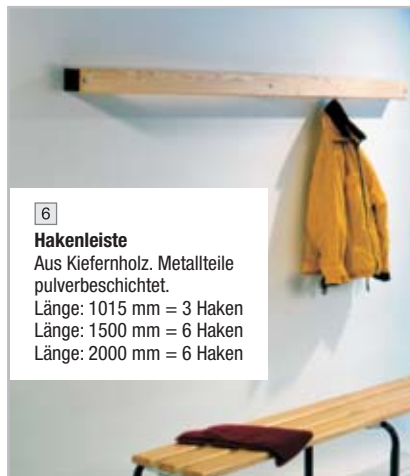 6
Hakenleiste
Aus Kiefernholz. Metallteile
pulverbeschichtet.
Länge: 1015 mm = 3 Haken
Länge: 1500 mm = 6 Haken
Länge: 2000 mm = 6 Haken